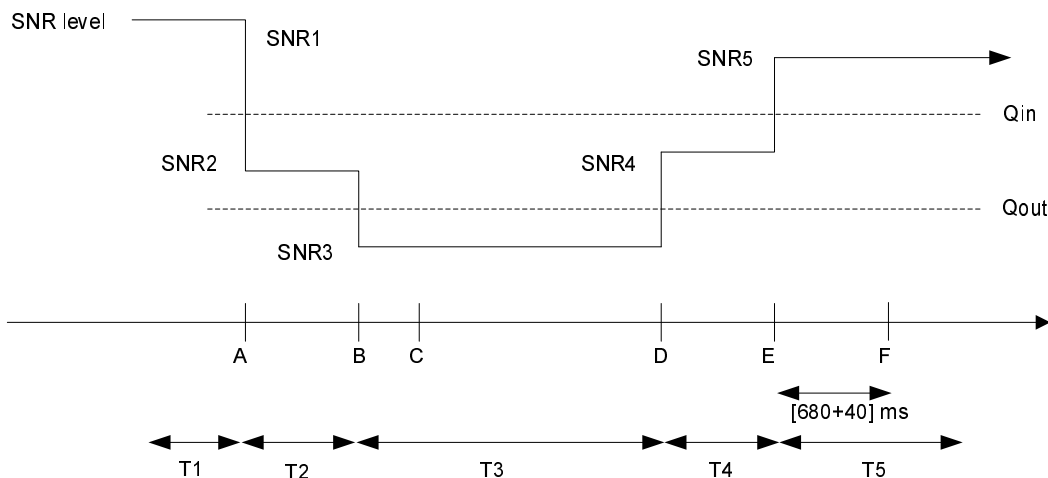 SNR level
SNR1
SNR5
Qin
SNR2
SNR4
Qout
SNR3
A
B
C
D
E
F
[680+40] ms
T1
T2
T3
T4
T5